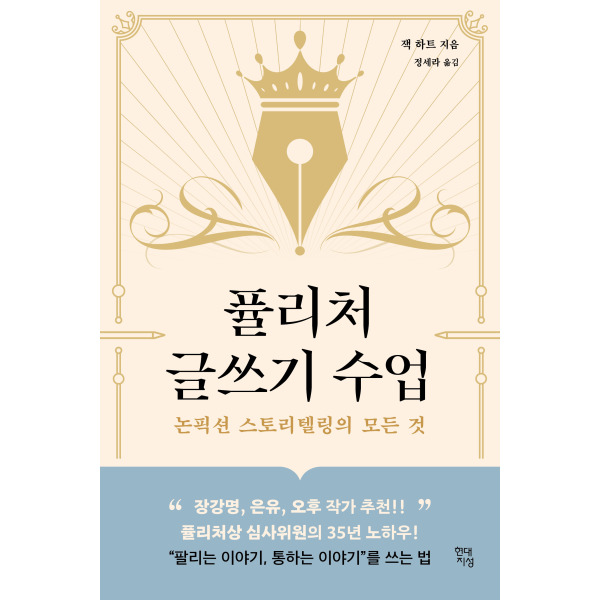 잭 하트 지음
정세라 옮김
퓰리처
글쓰기 수업
논픽션 스토리텔링의 모든 것
“ 장강명, 은유, 오후 작가 추천!! ”
퓰리처상 심사위원의 35년 노하우!
“팔리는 이야기, 통하는 이야기”를 쓰는 법
현대
지성